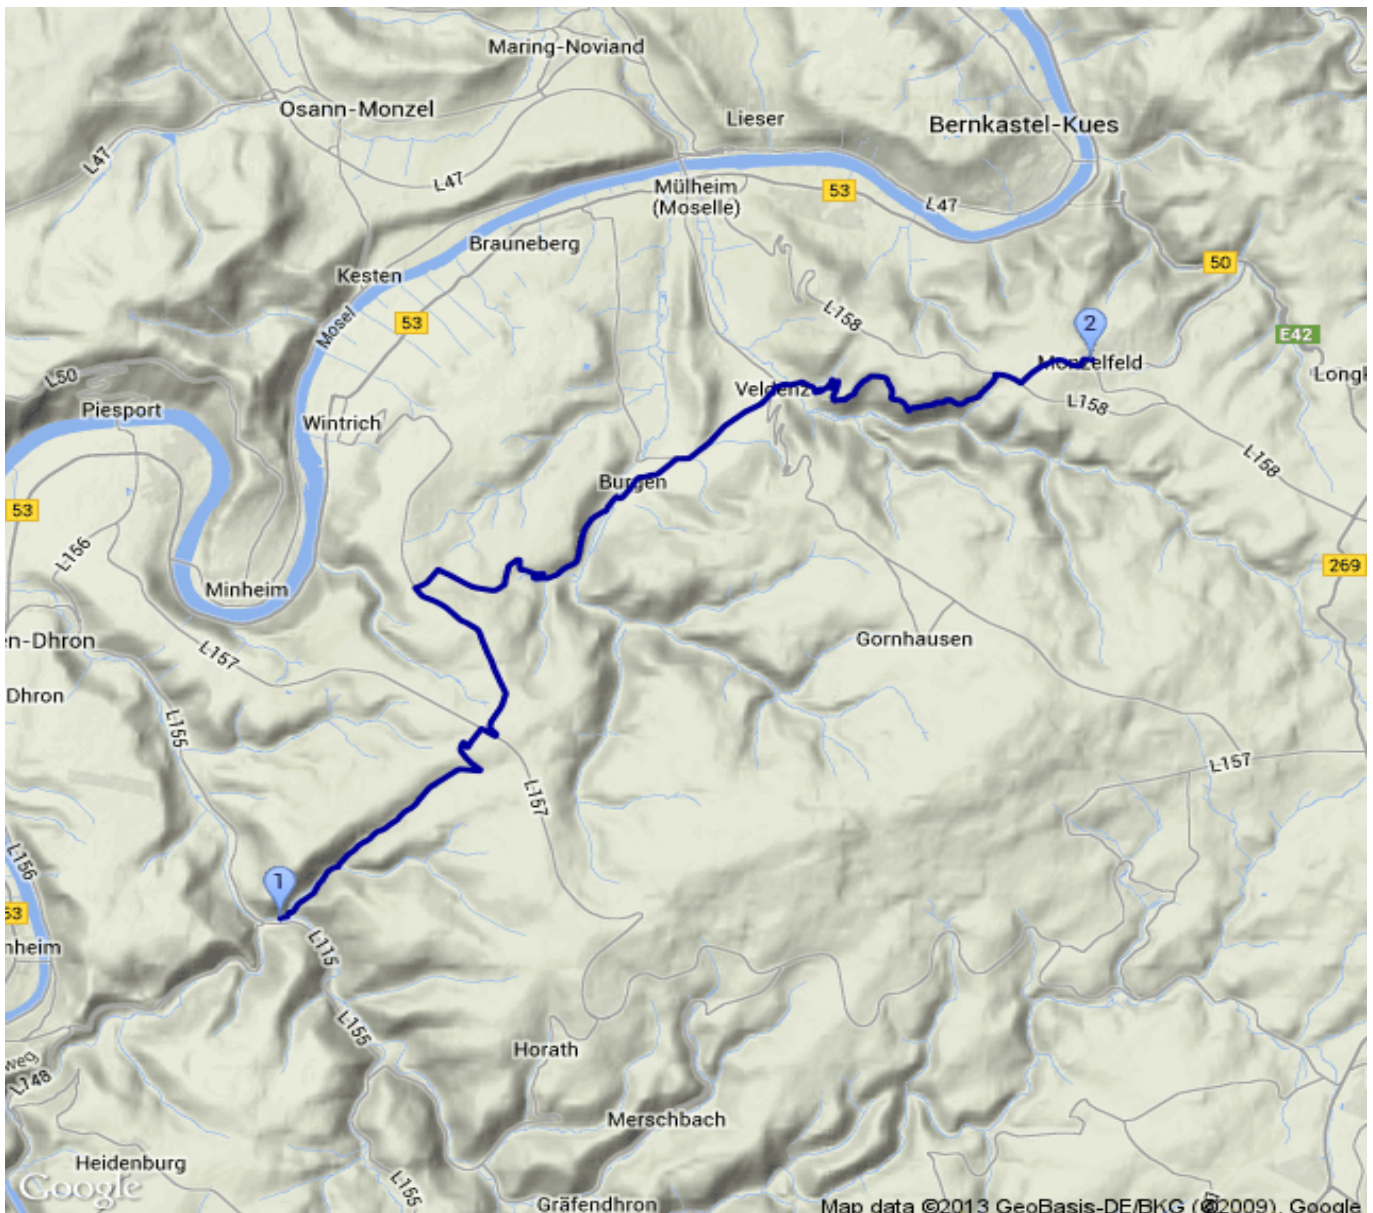 Maring-Noviand
Osann-Monzel
Lieser
Bernkastel-Kues
L47
L47
Mülheim
(Moselle)
53
L47
Brauneberg
50
Kesten
Mosel
53
L158
2
E42
Monzelfeld
L50
Piesport
Veldenz
Longk
L158
Wintrich
L158
Burgen
53
L156
269
Minheim
en-Dhron
Gornhausen
L157
Dhron
L155
L157
L157
L156
1
53
nheim
L115
L155
Horath
weg
L148
Merschbach
Heidenburg
L155
Google
Gräfendhron
Map data ©2013 GeoBasis-DE/BKG (©2009), Google